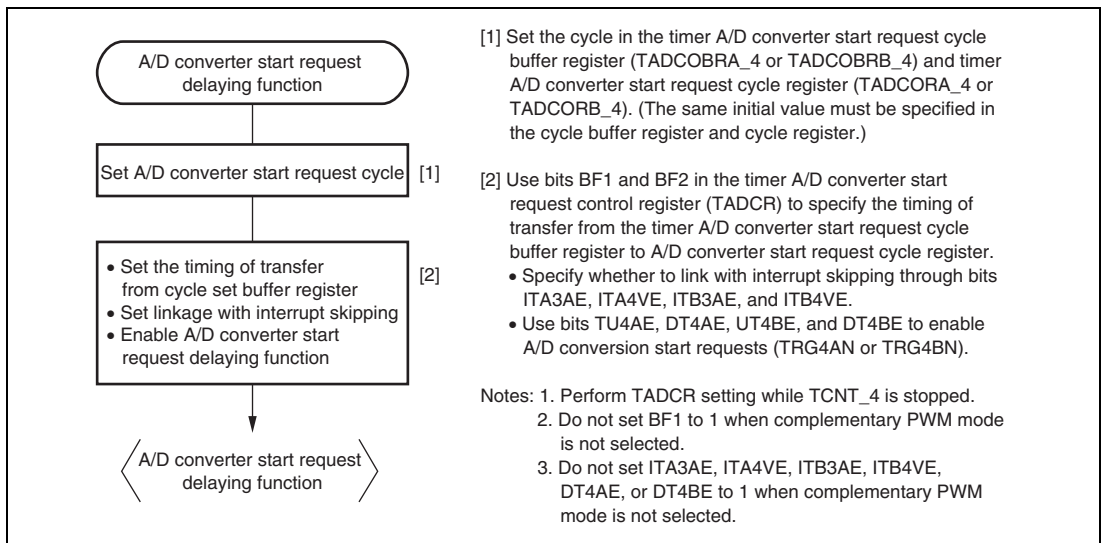 A/D converter start request
delaying function
Set A/D converter start request cycle [1]
• Set the timing of transfer
from cycle set buffer register
• Set linkage with interrupt skipping
• Enable A/D converter start
request delaying function
[2]
A/D converter start request
delaying function
[1] Set the cycle in the timer A/D converter start request cycle
buffer register (TADCOBRA_4 or TADCOBRB_4) and timer
A/D converter start request cycle register (TADCORA_4 or
TADCORB_4). (The same initial value must be specified in
the cycle buffer register and cycle register.)
[2] Use bits BF1 and BF2 in the timer A/D converter start
request control register (TADCR) to specify the timing of
transfer from the timer A/D converter start request cycle
buffer register to A/D converter start request cycle register.
• Specify whether to link with interrupt skipping through bits
ITA3AE, ITA4VE, ITB3AE, and ITB4VE.
• Use bits TU4AE, DT4AE, UT4BE, and DT4BE to enable
A/D conversion start requests (TRG4AN or TRG4BN).
Notes: 1. Perform TADCR setting while TCNT_4 is stopped.
2. Do not set BF1 to 1 when complementary PWM mode
is not selected.
3. Do not set ITA3AE, ITA4VE, ITB3AE, ITB4VE,
DT4AE, or DT4BE to 1 when complementary PWM
mode is not selected.